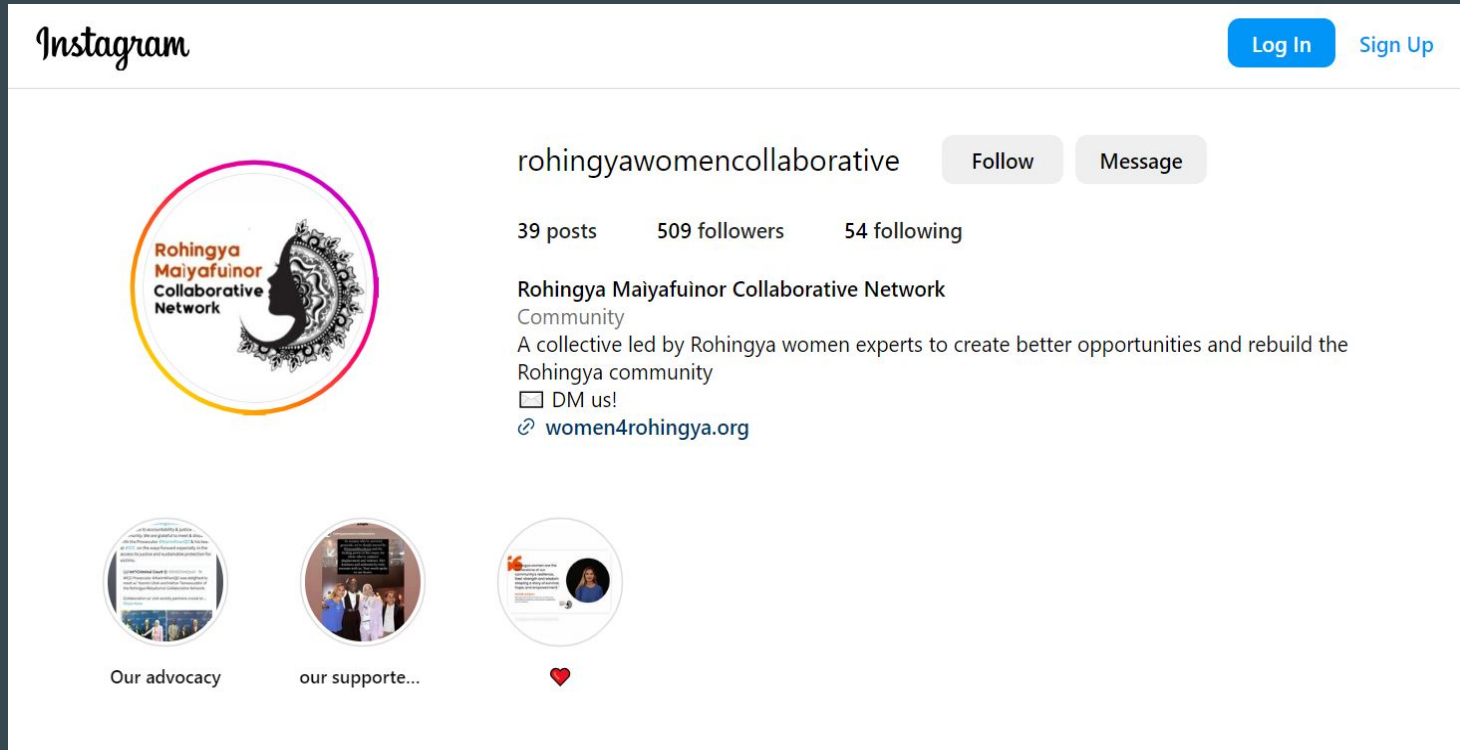 Instagram
Log In
Sign Up
Rohingya
Maìyafuìnor
Collaborative
Network
rohingyawomencollaborative
Follow
Message
39 posts
509 followers
54 following
Rohingya Maìyafuìnor Collaborative Network
Community
A collective led by Rohingya women experts to create better opportunities and rebuild the
Rohingya community
DM us!
women4rohingya.org
Our advocacy
our supporte...